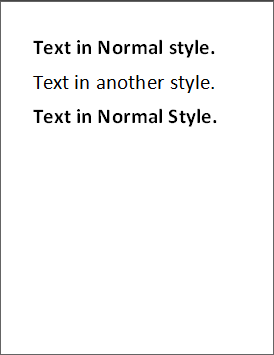 Text in Normal style.
Text in another style.
Text in Normal Style.